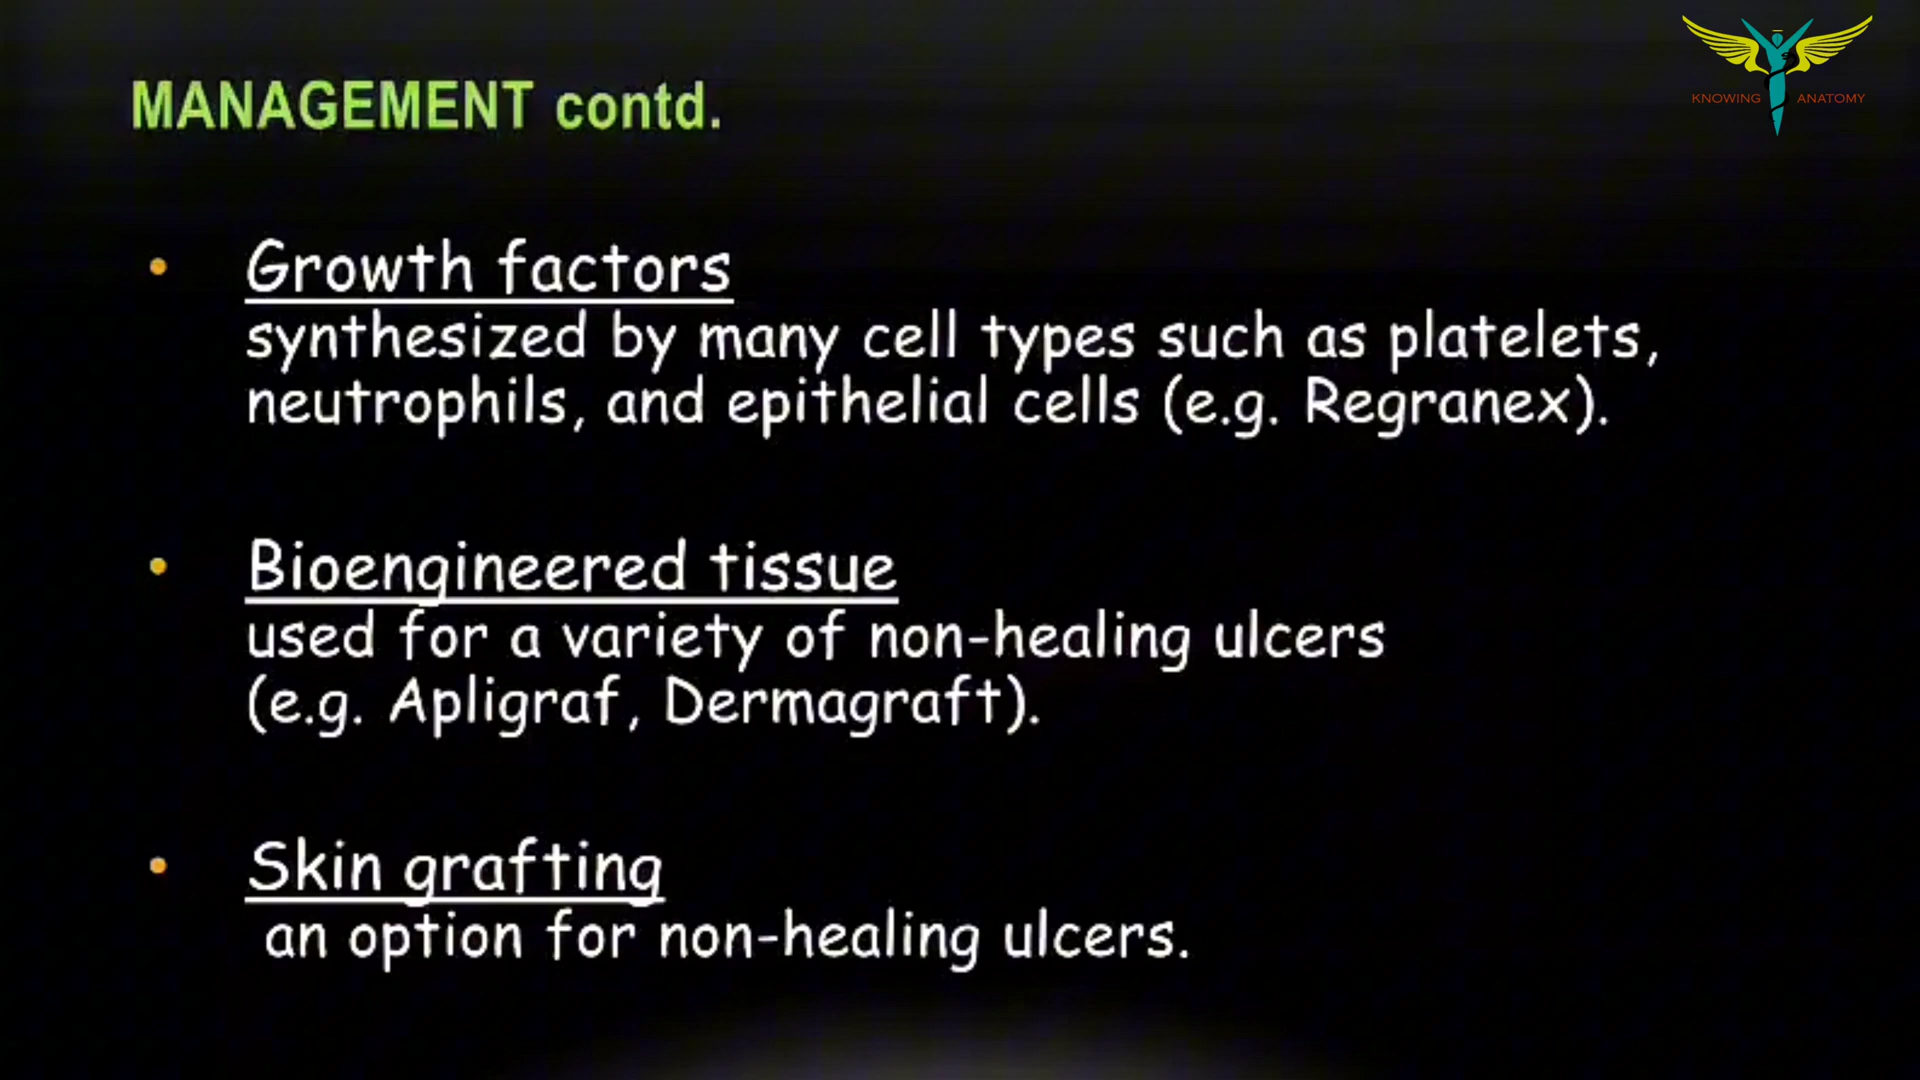 KNOWING ANATOMY
MANAGEMENT contd.
• Growth factors
synthesized by many cell types such as platelets,
neutrophils, and epithelial cells (e.g. Regranex).
• Bioengineered tissue
used for a variety of non-healing ulcers
(e.g. Apligraf, Dermagraft).
• Skin grafting
an option for non-healing ulcers.